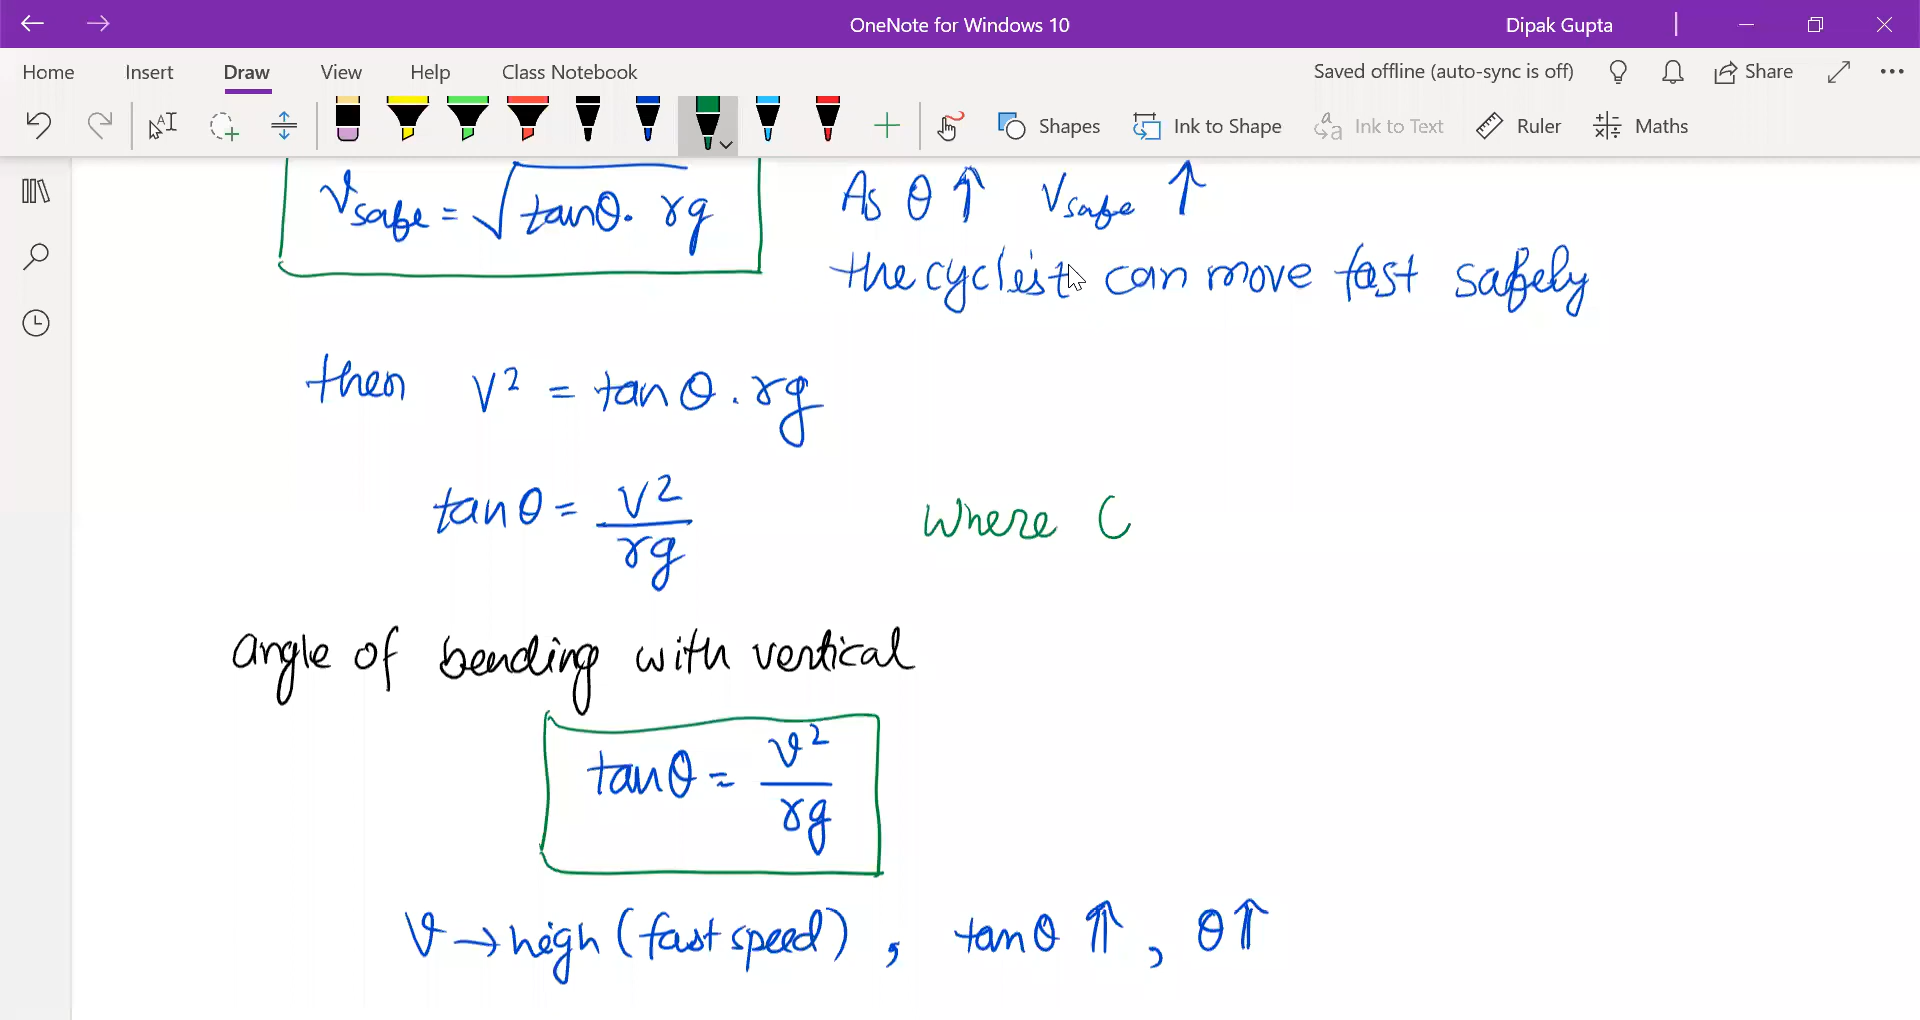 OneNote for Windows 10
Dipak Gupta
Home Insert Draw View Help Class Notebook
Saved offline (auto-sync is off) Share
Shapes Ink to Shape Ink to Text Ruler Maths
Vsafe = √tanθ. rg
As θ ↑ Vsafe ↑
the cyclist can move fast safely
then V² = tanθ . rg
tanθ = V²/rg
Where C
angle of bending with vertical
tanθ = v²/rg
v → high (fast speed) , tanθ ↑ , θ ↑